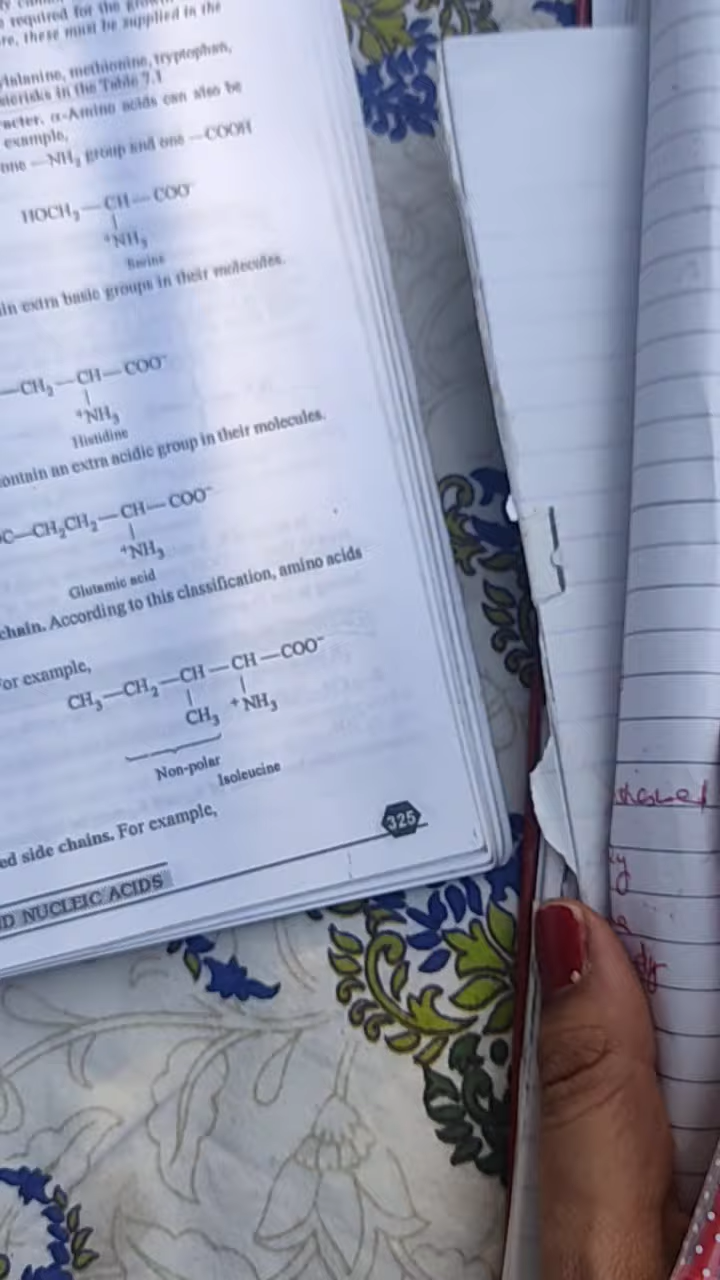 required for the
re, these must be supplied in the
ylalanine, methionine, tryptophan,
sterisks in the Table 7.1
racter. α-Amino acids can also be
example,
one —NH₂ group and one —COOH
HOCH₂—CH—COO⁻
|
⁺NH₃
Serine
in extra basic groups in their molecules.
—CH₂—CH—COO⁻
|
⁺NH₃
Histidine
ontain an extra acidic group in their molecules.
C—CH₂CH₂—CH—COO⁻
|
⁺NH₃
Glutamic acid
chain. According to this classification, amino acids
or example,
CH₃—CH₂—CH—CH—COO⁻
| |
CH₃ ⁺NH₃
Non-polar
Isoleucine
ed side chains. For example,
325
D NUCLEIC ACIDS